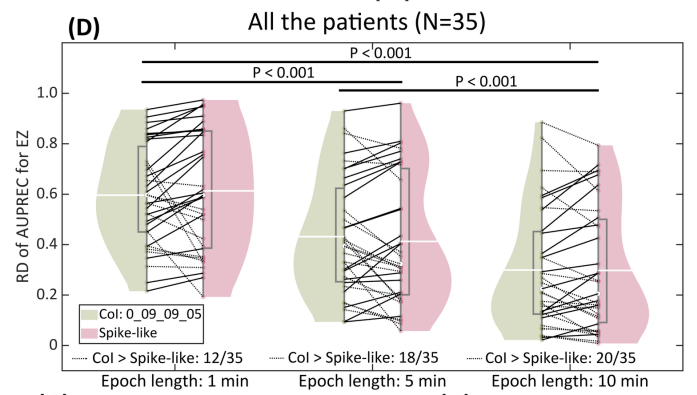 (D)
All the patients (N=35)
P < 0.001
P < 0.001
P < 0.001
RD of AUPREC for EZ
1.0
0.8
0.6
0.4
0.2
0
CoI: 0_09_09_05
Spike-like
CoI > Spike-like: 12/35
CoI > Spike-like: 18/35
CoI > Spike-like: 20/35
Epoch length: 1 min
Epoch length: 5 min
Epoch length: 10 min